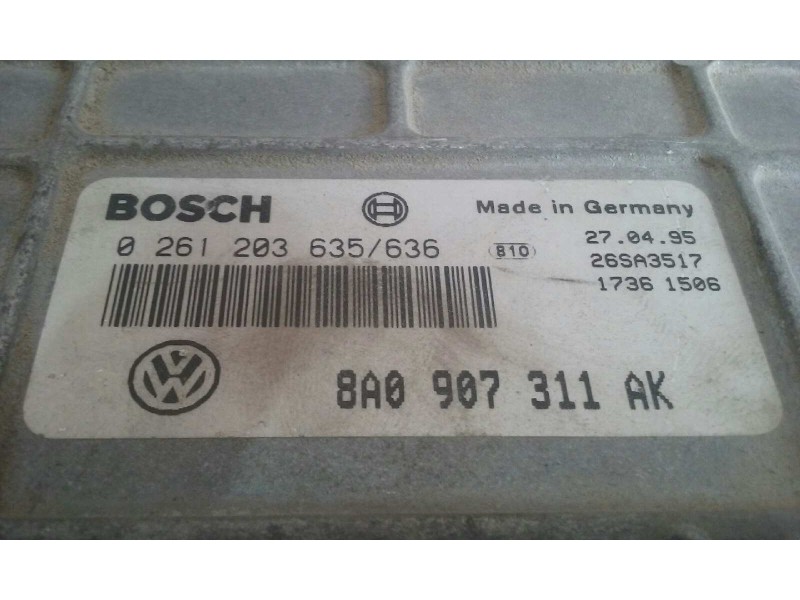 BOSCH Made in Germany
0 261 203 635/636 810 27.04.95
26SA3517
1736 1506
VW 8A0 907 311 AK